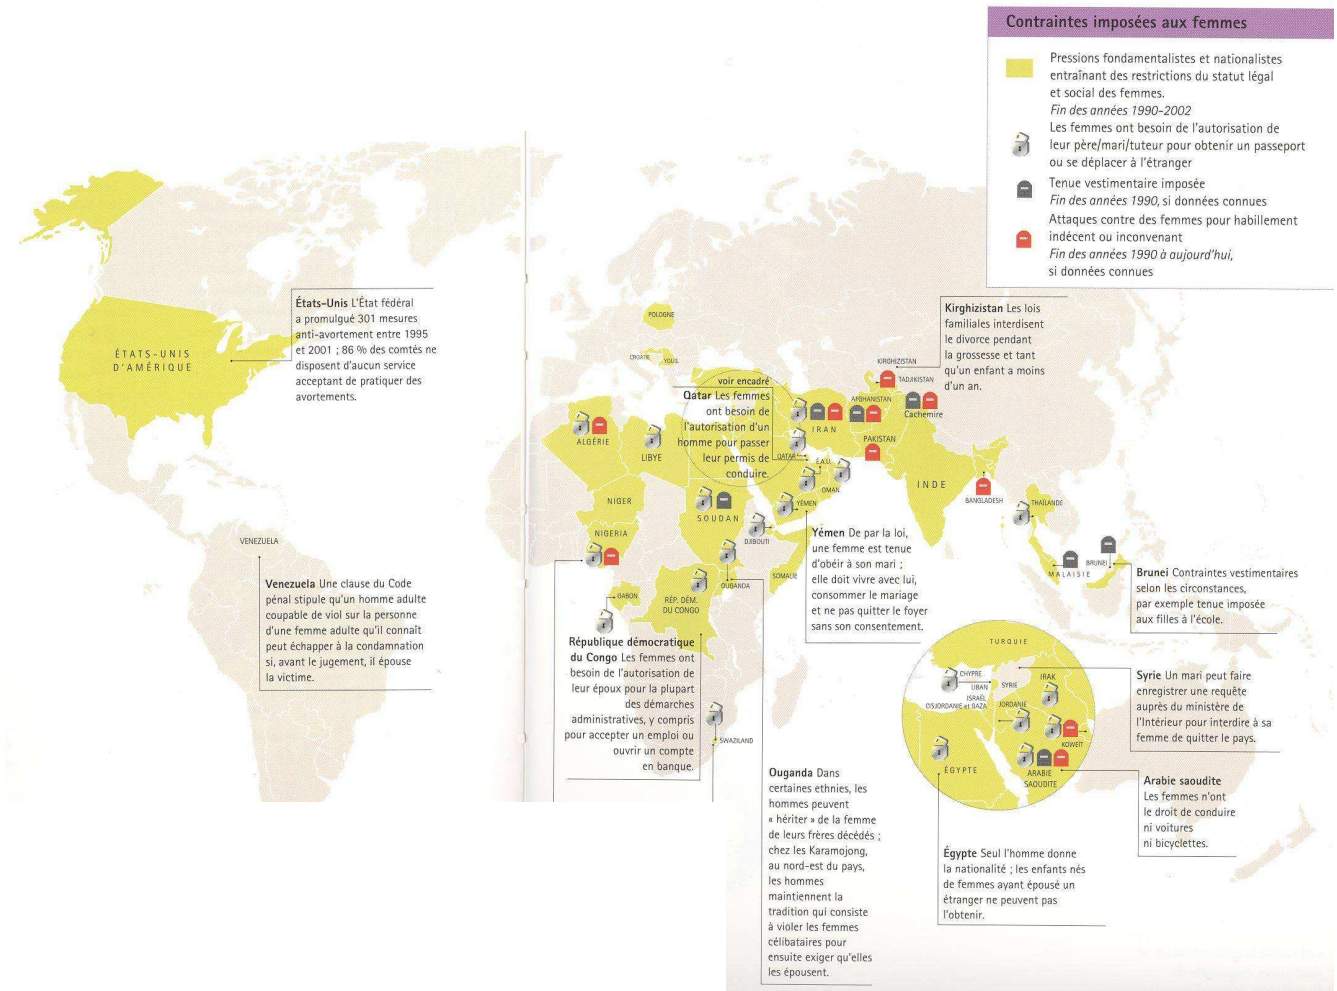 Contraintes imposées aux femmes
Pressions fondamentalistes et nationalistes
entraînant des restrictions du statut légal
et social des femmes.
Fin des années 1990-2002
Les femmes ont besoin de l'autorisation de
leur père/mari/tuteur pour obtenir un passeport
ou se déplacer à l'étranger
Tenue vestimentaire imposée
Fin des années 1990, si données connues
Attaques contre des femmes pour habillement
indécent ou inconvenant
Fin des années 1990 à aujourd'hui,
si données connues
États-Unis L'État fédéral
a promulgué 301 mesures
anti-avortement entre 1995
et 2001 ; 86 % des comtés ne
disposent d'aucun service
acceptant de pratiquer des
avortements.
ÉTATS-UNIS
D'AMÉRIQUE
Kirghizistan Les lois
familiales interdisent
le divorce pendant
la grossesse et tant
qu'un enfant a moins
d'un an.
POLOGNE
CROATIE
YOUG.
KIRGHIZISTAN
TADJIKISTAN
AFGHANISTAN
Cachemire
IRAN
PAKISTAN
voir encadré
Qatar Les femmes
ont besoin de
l'autorisation d'un
homme pour passer
leur permis de
conduire.
QATAR
É.A.U.
OMAN
YÉMEN
ALGÉRIE
LIBYE
NIGER
SOUDAN
NIGERIA
DJIBOUTI
SOMALIE
OUGANDA
GABON
RÉP. DÉM.
DU CONGO
SWAZILAND
INDE
BANGLADESH
THAÏLANDE
MALAISIE
BRUNEI
VENEZUELA
Venezuela Une clause du Code
pénal stipule qu'un homme adulte
coupable de viol sur la personne
d'une femme adulte qu'il connaît
peut échapper à la condamnation
si, avant le jugement, il épouse
la victime.
République démocratique
du Congo Les femmes ont
besoin de l'autorisation de
leur époux pour la plupart
des démarches
administratives, y compris
pour accepter un emploi ou
ouvrir un compte
en banque.
Yémen De par la loi,
une femme est tenue
d'obéir à son mari ;
elle doit vivre avec lui,
consommer le mariage
et ne pas quitter le foyer
sans son consentement.
Brunei Contraintes vestimentaires
selon les circonstances,
par exemple tenue imposée
aux filles à l'école.
TURQUIE
CHYPRE
LIBAN
SYRIE
IRAK
ISRAËL
CISJORDANIE et GAZA
JORDANIE
KOWEÏT
ÉGYPTE
ARABIE
SAOUDITE
Syrie Un mari peut faire
enregistrer une requête
auprès du ministère de
l'Intérieur pour interdire à sa
femme de quitter le pays.
Arabie saoudite
Les femmes n'ont
le droit de conduire
ni voitures
ni bicyclettes.
Ouganda Dans
certaines ethnies, les
hommes peuvent
« hériter » de la femme
de leurs frères décédés ;
chez les Karamojong,
au nord-est du pays,
les hommes
maintiennent la
tradition qui consiste
à violer les femmes
célibataires pour
ensuite exiger qu'elles
les épousent.
Égypte Seul l'homme donne
la nationalité ; les enfants nés
de femmes ayant épousé un
étranger ne peuvent pas
l'obtenir.